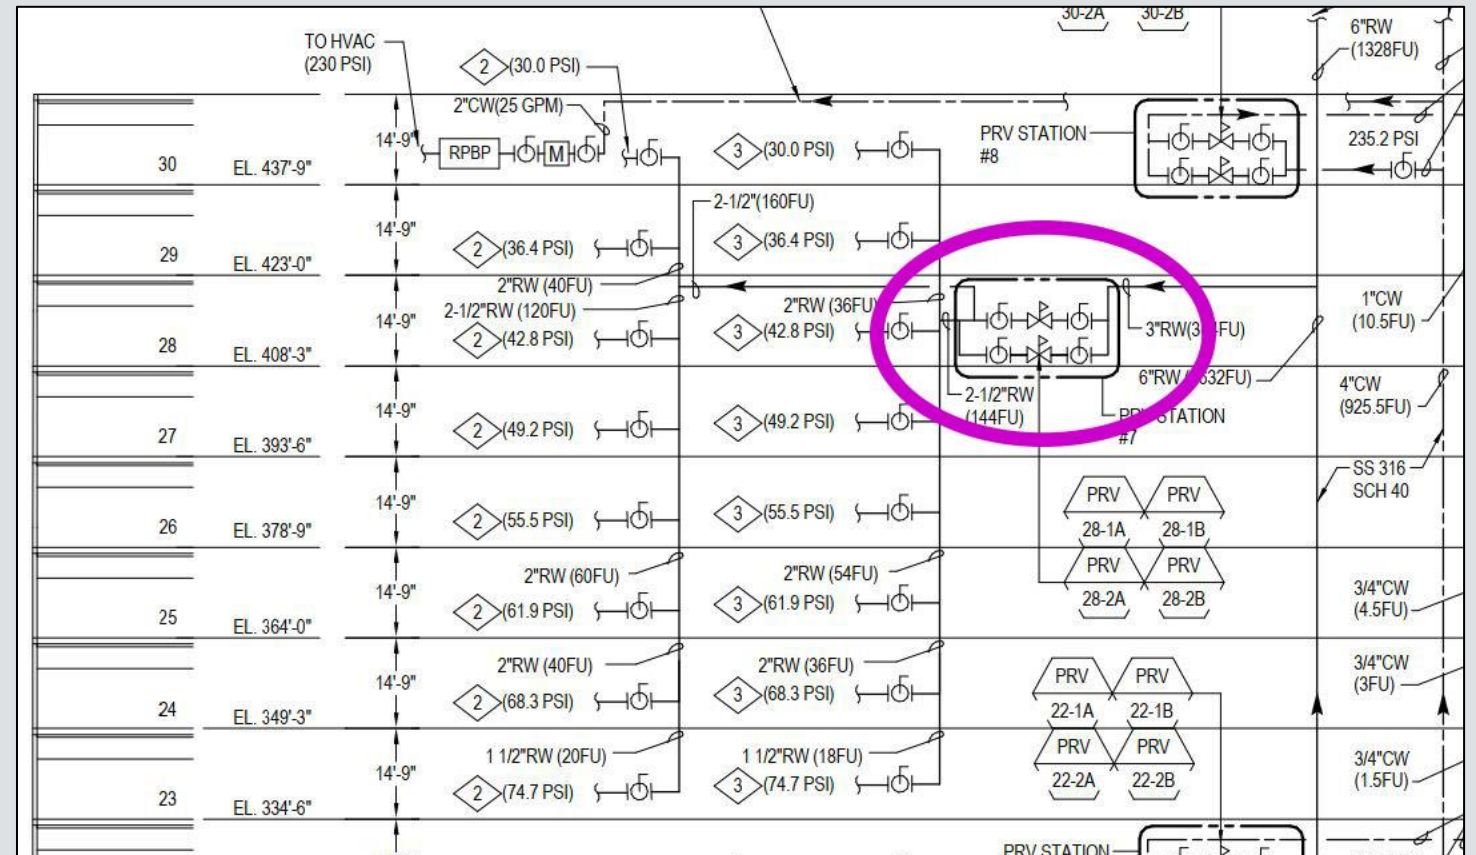 30-2A
30-2B
6"RW
(1328FU)
TO HVAC
(230 PSI)
2
(30.0 PSI)
2"CW(25 GPM)
30
EL. 437'-9"
14'-9"
RPBP
M
3
(30.0 PSI)
PRV STATION
#8
235.2 PSI
2-1/2"(160FU)
29
EL. 423'-0"
14'-9"
2
(36.4 PSI)
3
(36.4 PSI)
2"RW (40FU)
2-1/2"RW (120FU)
2"RW (36FU)
28
EL. 408'-3"
14'-9"
2
(42.8 PSI)
3
(42.8 PSI)
3"RW(3
FU)
1"CW
(10.5FU)
6"RW
632FU)
2-1/2"RW
(144FU)
PRV STATION
#7
4"CW
(925.5FU)
27
EL. 393'-6"
14'-9"
2
(49.2 PSI)
3
(49.2 PSI)
SS 316
SCH 40
26
EL. 378'-9"
14'-9"
2
(55.5 PSI)
3
(55.5 PSI)
PRV
PRV
28-1A
28-1B
PRV
PRV
28-2A
28-2B
2"RW (60FU)
2"RW (54FU)
25
EL. 364'-0"
14'-9"
2
(61.9 PSI)
3
(61.9 PSI)
3/4"CW
(4.5FU)
2"RW (40FU)
2"RW (36FU)
24
EL. 349'-3"
14'-9"
2
(68.3 PSI)
3
(68.3 PSI)
PRV
PRV
22-1A
22-1B
3/4"CW
(3FU)
1 1/2"RW (20FU)
1 1/2"RW (18FU)
23
EL. 334'-6"
14'-9"
2
(74.7 PSI)
3
(74.7 PSI)
PRV
PRV
22-2A
22-2B
3/4"CW
(1.5FU)
PRV STATION